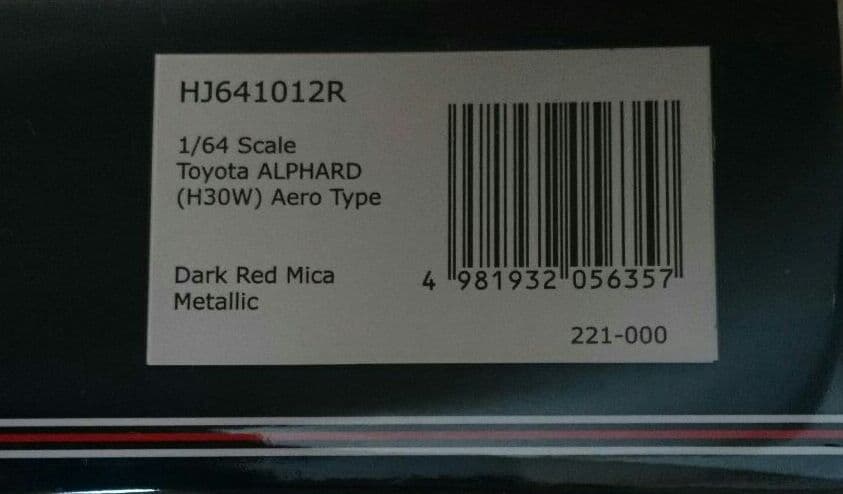 HJ641012R
1/64 Scale
Toyota ALPHARD
(H30W) Aero Type
Dark Red Mica
Metallic
4 981932 056357
221-000